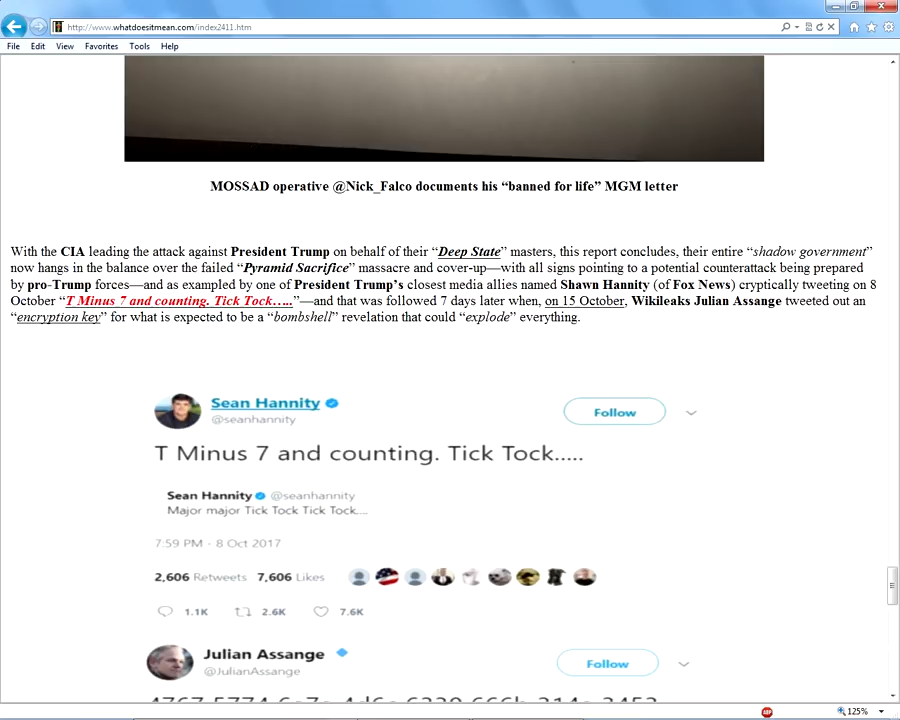 http://www.whatdoesitmean.com/index2411.htm
File Edit View Favorites Tools Help
MOSSAD operative @Nick_Falco documents his “banned for life” MGM letter
With the CIA leading the attack against President Trump on behalf of their “Deep State” masters, this report concludes, their entire “shadow government”
now hangs in the balance over the failed “Pyramid Sacrifice” massacre and cover-up—with all signs pointing to a potential counterattack being prepared
by pro-Trump forces—and as exampled by one of President Trump’s closest media allies named Shawn Hannity (of Fox News) cryptically tweeting on 8
October “T Minus 7 and counting. Tick Tock…..”—and that was followed 7 days later when, on 15 October, Wikileaks Julian Assange tweeted out an
“encryption key” for what is expected to be a “bombshell” revelation that could “explode” everything.
Sean Hannity
@seanhannity
Follow
T Minus 7 and counting. Tick Tock.....
Sean Hannity @seanhannity
Major major Tick Tock Tick Tock....
7:59 PM - 8 Oct 2017
2,606 Retweets 7,606 Likes
1.1K 2.6K 7.6K
Julian Assange
@JulianAssange
Follow
ABP
125%